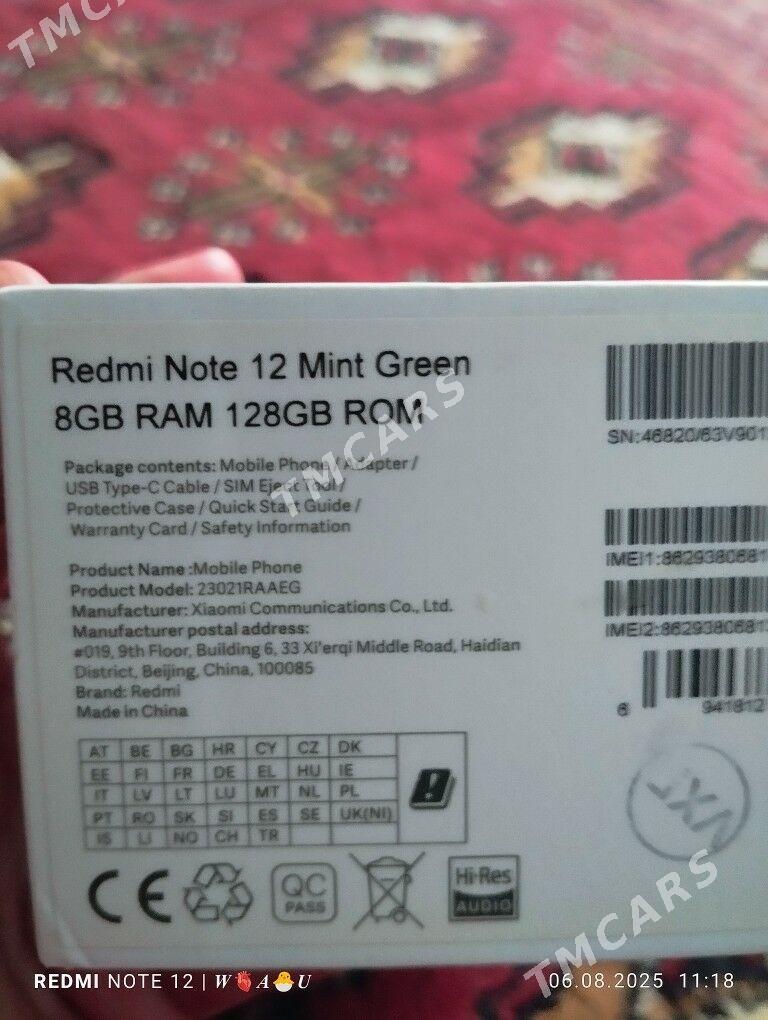 TMCARS
Redmi Note 12 Mint Green
8GB RAM 128GB ROM
Package contents: Mobile Phone / Adapter /
USB Type-C Cable / SIM Eject Tool /
Protective Case / Quick Start Guide /
Warranty Card / Safety Information
Product Name :Mobile Phone
Product Model: 23021RAAEG
Manufacturer: Xiaomi Communications Co., Ltd.
Manufacturer postal address:
#019, 9th Floor, Building 6, 33 Xi'erqi Middle Road, Haidian
District, Beijing, China, 100085
Brand: Redmi
Made in China
SN:46820/63V901
IMEI1:8629380681
IMEI2:8629380681
6 941812
AT BE BG HR CY CZ DK
EE FI FR DE EL HU IE
IT LV LT LU MT NL PL
PT RO SK SI ES SE UK(NI)
IS LI NO CH TR
CE
QC
PASS
Hi-Res
AUDIO
TMCARS
TMCARS
REDMI NOTE 12 | W🫀A🐣U
06.08.2025 11:18